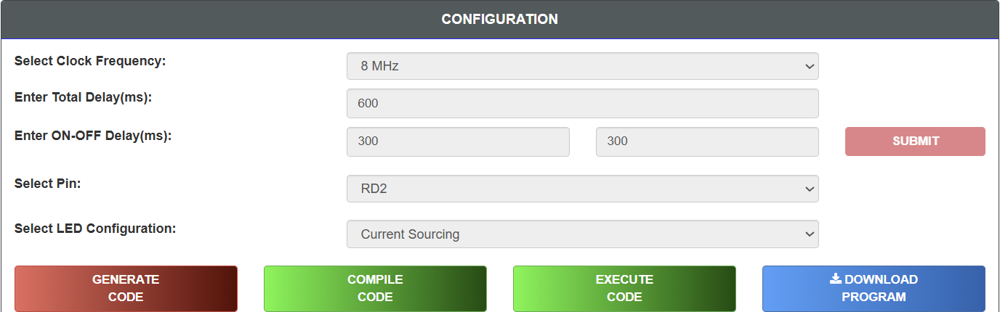 CONFIGURATION
Select Clock Frequency:
8 MHz
Enter Total Delay(ms):
600
Enter ON-OFF Delay(ms):
300
300
SUBMIT
Select Pin:
RD2
Select LED Configuration:
Current Sourcing
GENERATE
CODE
COMPILE
CODE
EXECUTE
CODE
DOWNLOAD
PROGRAM